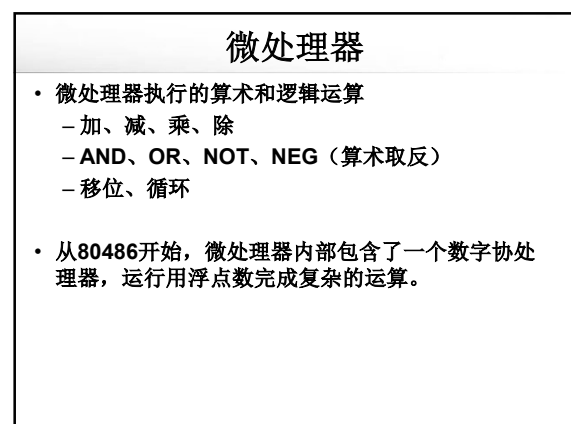 微处理器
• 微处理器执行的算术和逻辑运算
– 加、减、乘、除
– AND、OR、NOT、NEG（算术取反）
– 移位、循环
• 从80486开始，微处理器内部包含了一个数字协处
理器，运行用浮点数完成复杂的运算。